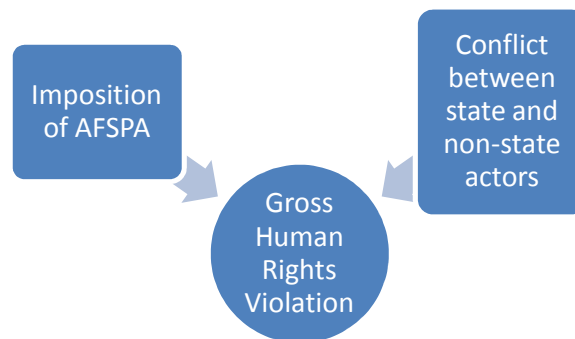 Imposition
of AFSPA
Conflict
between
state and
non-state
actors
Gross
Human
Rights
Violation